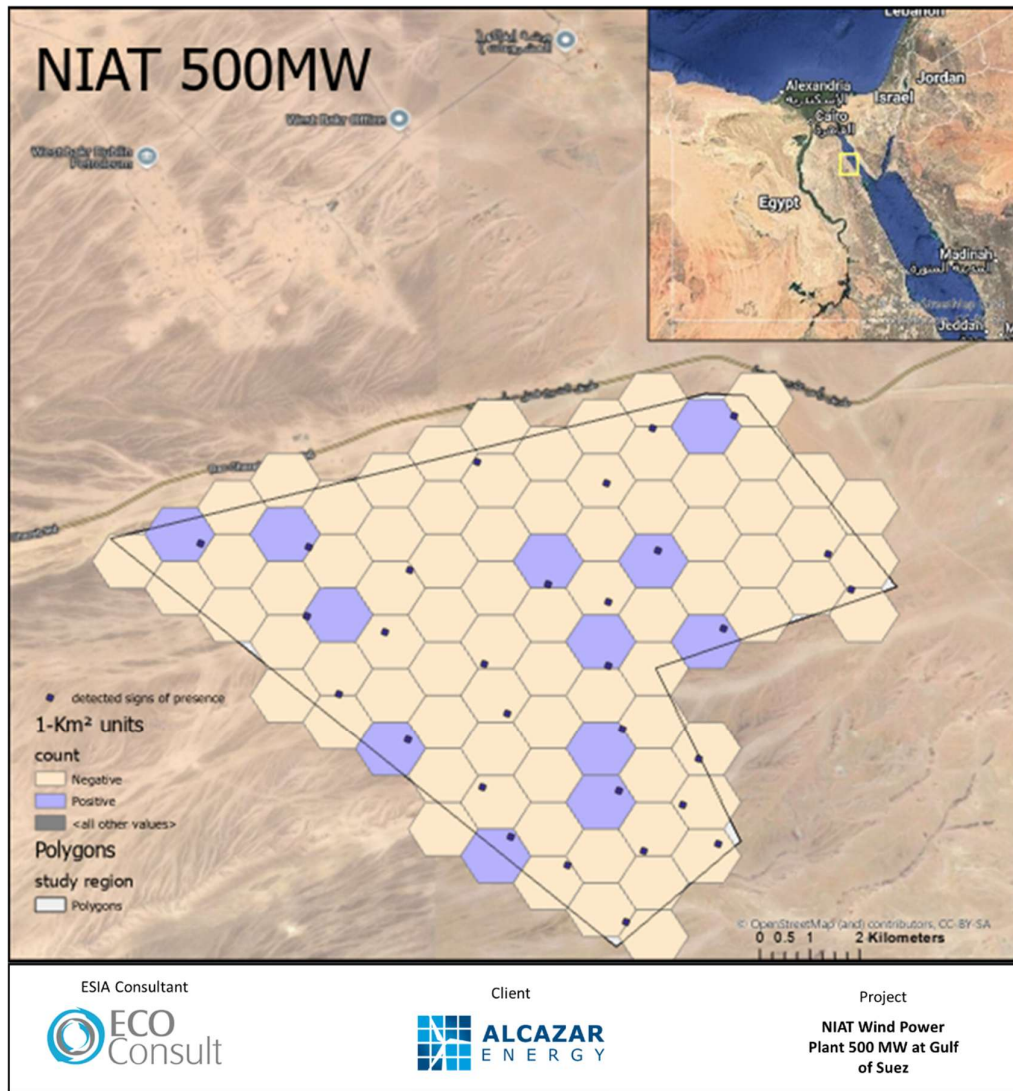 NIAT 500MW
West Bakr Office
Lebanon
Jordan
Alexandria
الإسكندرية
Israel
Cairo
القاهرة
Egypt
Madinah
المدينة المنورة
Jeddah
detected signs of presence
1-Km² units
count
Negative
Positive
<all other values>
Polygons
study region
Polygons
© OpenStreetMap (and) contributors, CC-BY-SA
0 0.5 1 2 Kilometers
ESIA Consultant
ECO
Consult
Client
ALCAZAR
ENERGY
Project
NIAT Wind Power
Plant 500 MW at Gulf
of Suez